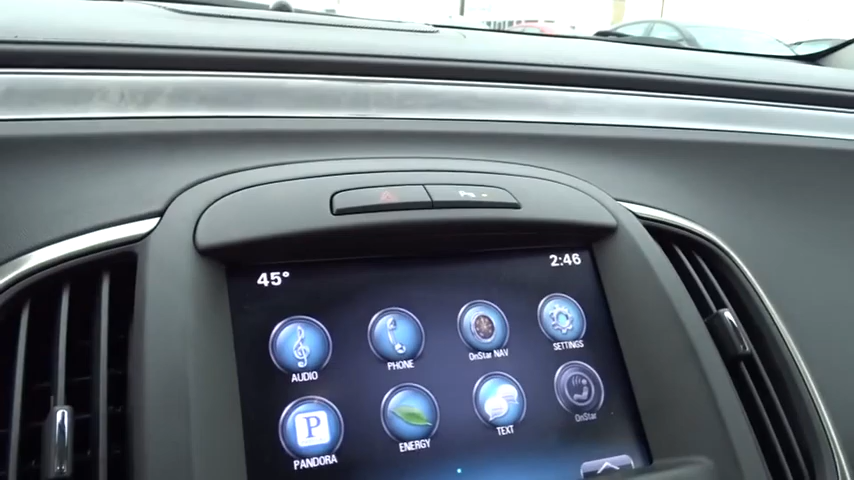 45° 2:46
AUDIO PHONE OnStar NAV SETTINGS
P
PANDORA ENERGY TEXT OnStar